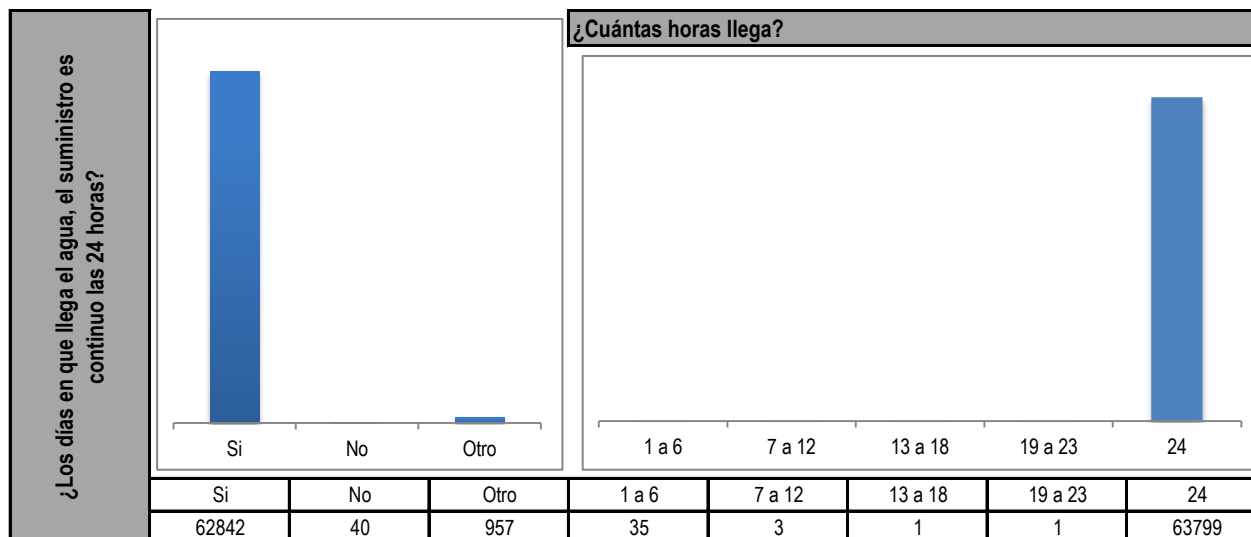 ¿Los días en que llega el agua, el suministro es
continuo las 24 horas?
¿Cuántas horas llega?
Si No Otro
1 a 6 7 a 12 13 a 18 19 a 23 24
Si No Otro 1 a 6 7 a 12 13 a 18 19 a 23 24
62842 40 957 35 3 1 1 63799